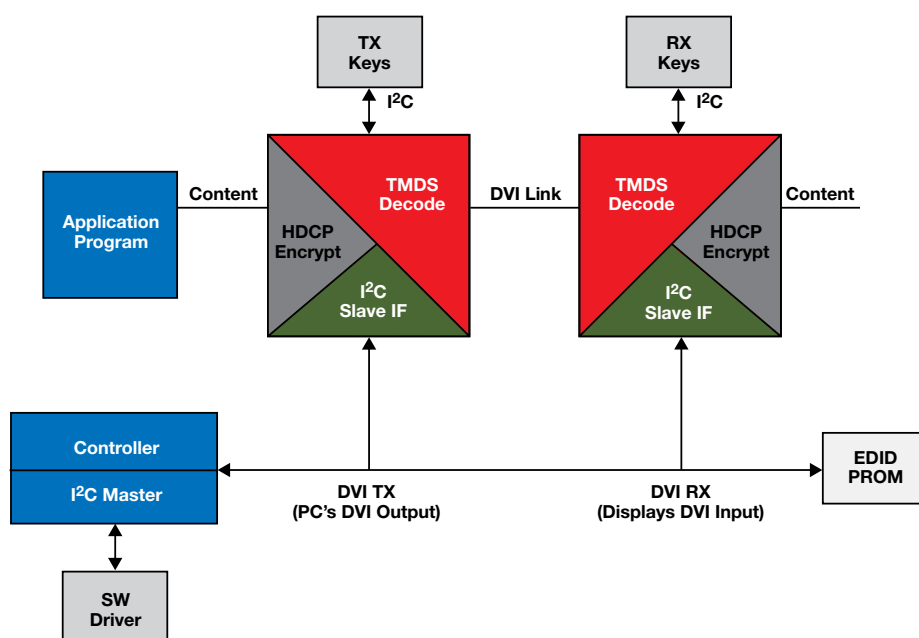 TX
Keys
RX
Keys
I²C
I²C
Application
Program
Content
HDCP
Encrypt
TMDS
Decode
I²C
Slave IF
DVI Link
TMDS
Decode
HDCP
Encrypt
I²C
Slave IF
Content
Controller
I²C Master
DVI TX
(PC’s DVI Output)
DVI RX
(Displays DVI Input)
EDID
PROM
SW
Driver